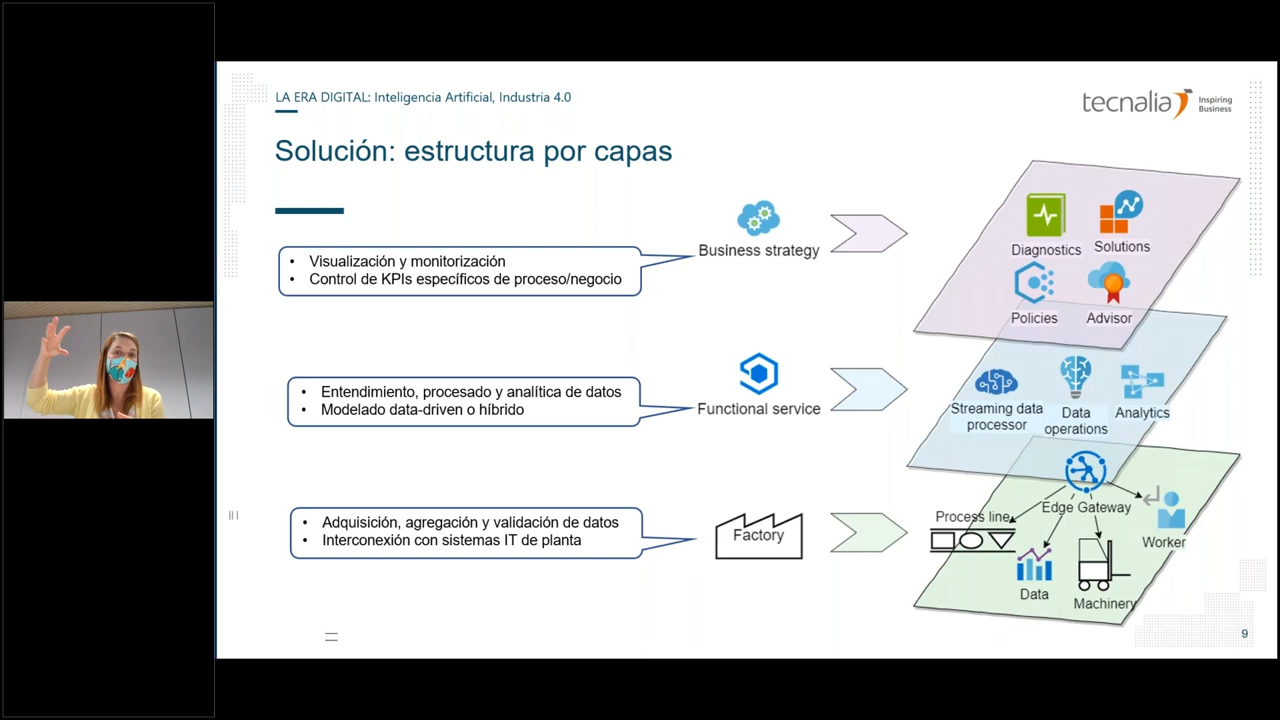 LA ERA DIGITAL: Inteligencia Artificial, Industria 4.0
tecnalia
Inspiring
Business
Solución: estructura por capas
• Visualización y monitorización
• Control de KPIs específicos de proceso/negocio
Business strategy
Diagnostics
Solutions
Policies
Advisor
• Entendimiento, procesado y analítica de datos
• Modelado data-driven o híbrido
Functional service
Streaming data
processor
Data
operations
Analytics
• Adquisición, agregación y validación de datos
• Interconexión con sistemas IT de planta
Factory
Edge Gateway
Process line
Worker
Data
Machinery
9